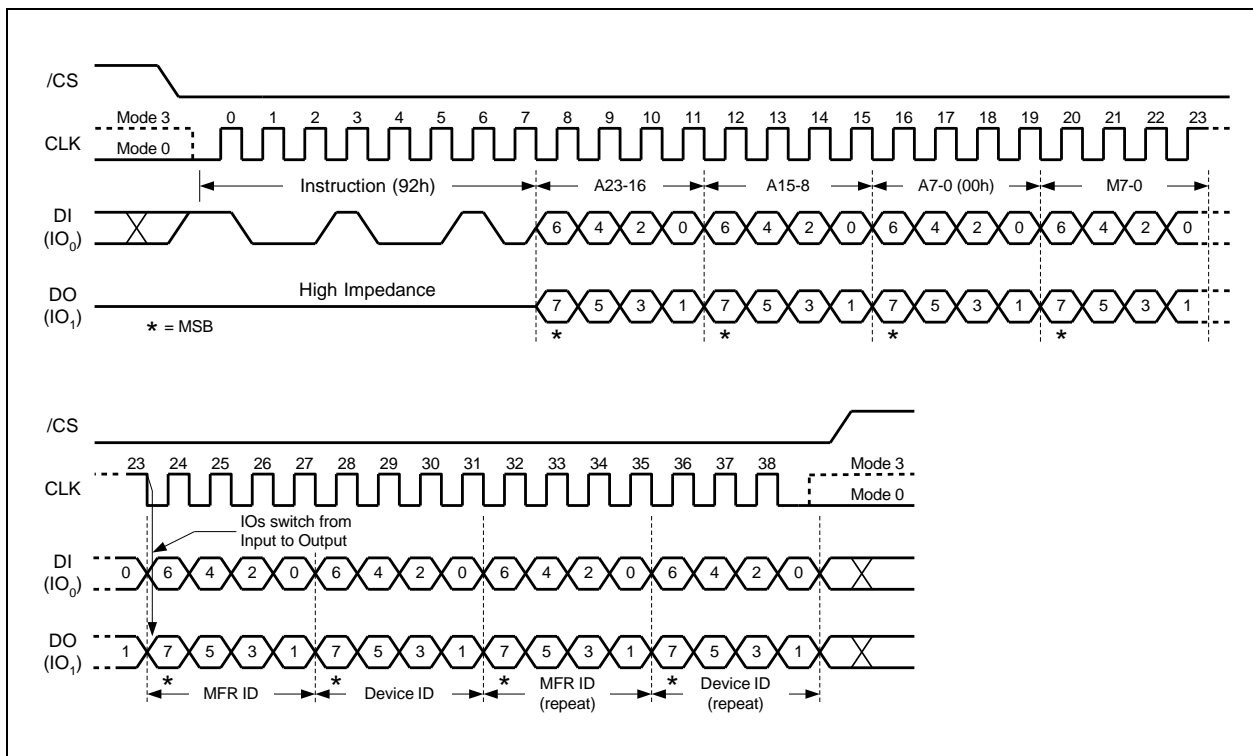 /CS
Mode 3
0 1 2 3 4 5 6 7 8 9 10 11 12 13 14 15 16 17 18 19 20 21 22 23
CLK
Mode 0
Instruction (92h) A23-16 A15-8 A7-0 (00h) M7-0
DI
(IO0)
6 4 2 0 6 4 2 0 6 4 2 0 6 4 2 0
High Impedance
DO
(IO1)
7 5 3 1 7 5 3 1 7 5 3 1 7 5 3 1
* = MSB
* * * *
/CS
23 24 25 26 27 28 29 30 31 32 33 34 35 36 37 38
Mode 3
CLK
Mode 0
IOs switch from
Input to Output
DI
(IO0)
0 6 4 2 0 6 4 2 0 6 4 2 0 6 4 2 0
DO
(IO1)
1 7 5 3 1 7 5 3 1 7 5 3 1 7 5 3 1
* * * *
MFR ID Device ID MFR ID
(repeat)
Device ID
(repeat)